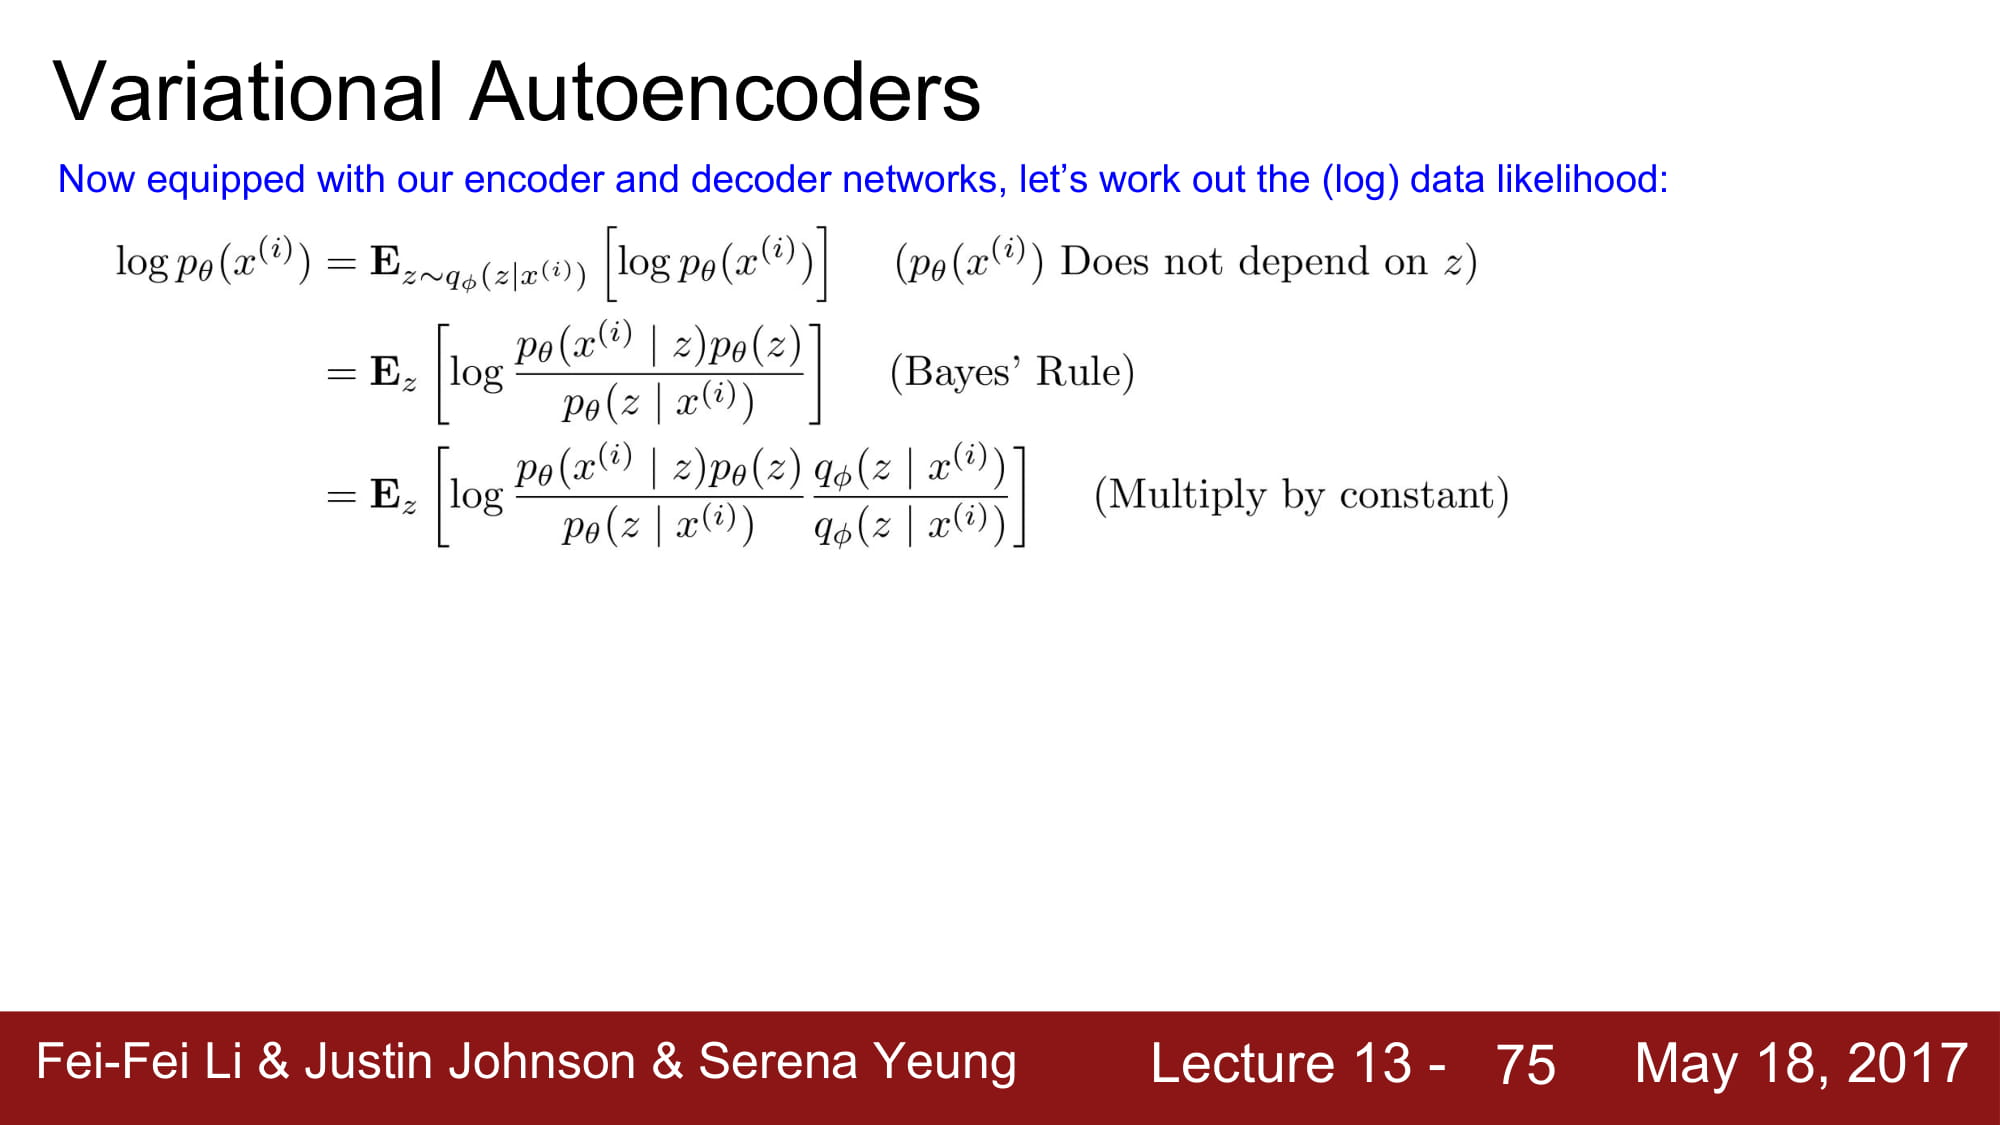 Variational Autoencoders
Now equipped with our encoder and decoder networks, let’s work out the (log) data likelihood:
$\log p_\theta(x^{(i)}) = \mathbf{E}_{z \sim q_\phi(z|x^{(i)})} \left[ \log p_\theta(x^{(i)}) \right]$ ($p_\theta(x^{(i)})$ Does not depend on $z$)
$= \mathbf{E}_z \left[ \log \frac{p_\theta(x^{(i)} \mid z) p_\theta(z)}{p_\theta(z \mid x^{(i)})} \right]$ (Bayes’ Rule)
$= \mathbf{E}_z \left[ \log \frac{p_\theta(x^{(i)} \mid z) p_\theta(z)}{p_\theta(z \mid x^{(i)})} \frac{q_\phi(z \mid x^{(i)})}{q_\phi(z \mid x^{(i)})} \right]$ (Multiply by constant)
Fei-Fei Li & Justin Johnson & Serena Yeung Lecture 13 - 75 May 18, 2017